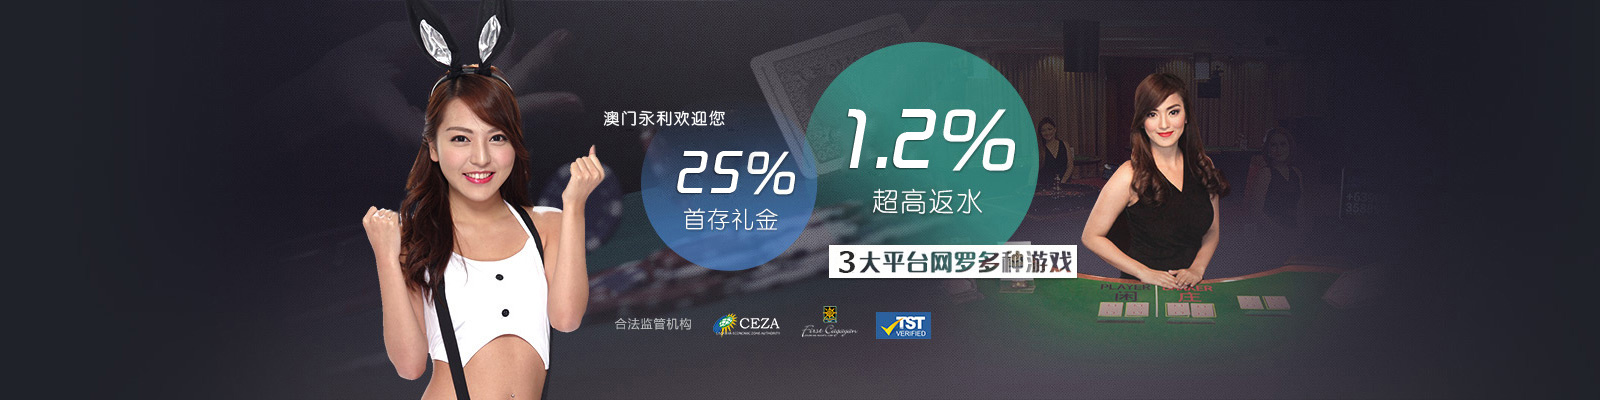 澳门永利欢迎您
25%
首存礼金
1.2%
超高返水
3大平台网罗多种游戏
合法监管机构
CEZA
First Cagayan
TST
VERIFIED
PLAYER
闲
庄